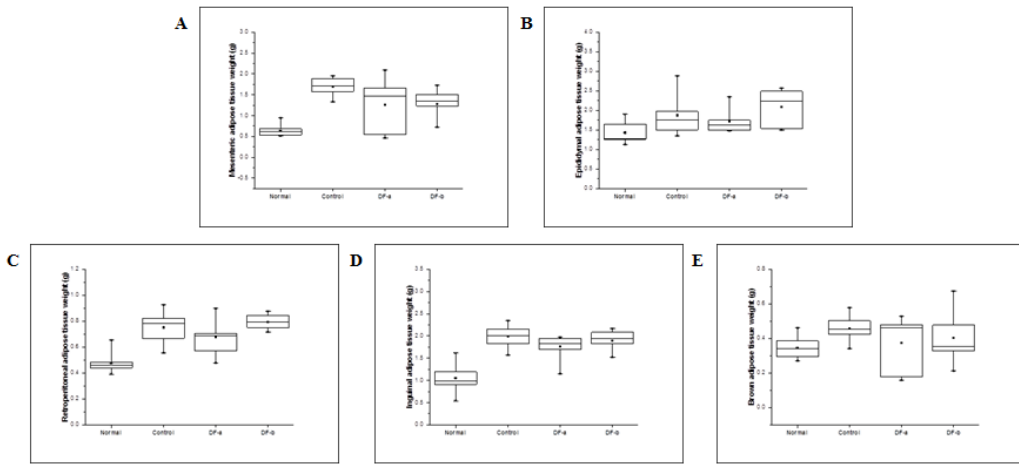 A
Mesenteric adipose tissue weight (g)
3.0
2.5
2.0
1.5
1.0
0.5
0.0
-0.5
Normal Control DF-a DF-b
B
Epididymal adipose tissue weight (g)
4.0
3.5
3.0
2.5
2.0
1.5
1.0
0.5
0.0
Normal Control DF-a DF-b
C
Retroperitoneal adipose tissue weight (g)
1.2
1.0
0.8
0.6
0.4
0.2
0.0
Normal Control DF-a DF-b
D
Inguinal adipose tissue weight (g)
3.5
3.0
2.5
2.0
1.5
1.0
0.5
0.0
Normal Control DF-a DF-b
E
Brown adipose tissue weight (g)
0.8
0.6
0.4
0.2
0.0
Normal Control DF-a DF-b